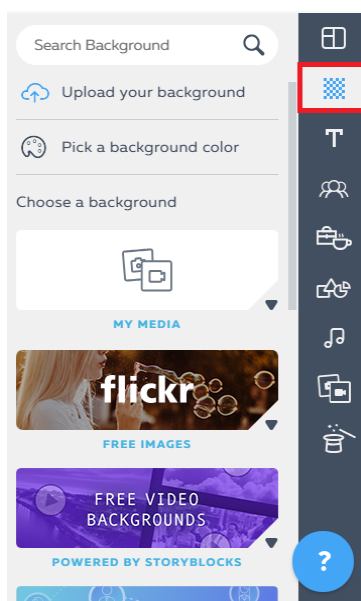 Search Background
Upload your background
Pick a background color
Choose a background
MY MEDIA
flickr
FREE IMAGES
FREE VIDEO
BACKGROUNDS
POWERED BY STORYBLOCKS
T
?